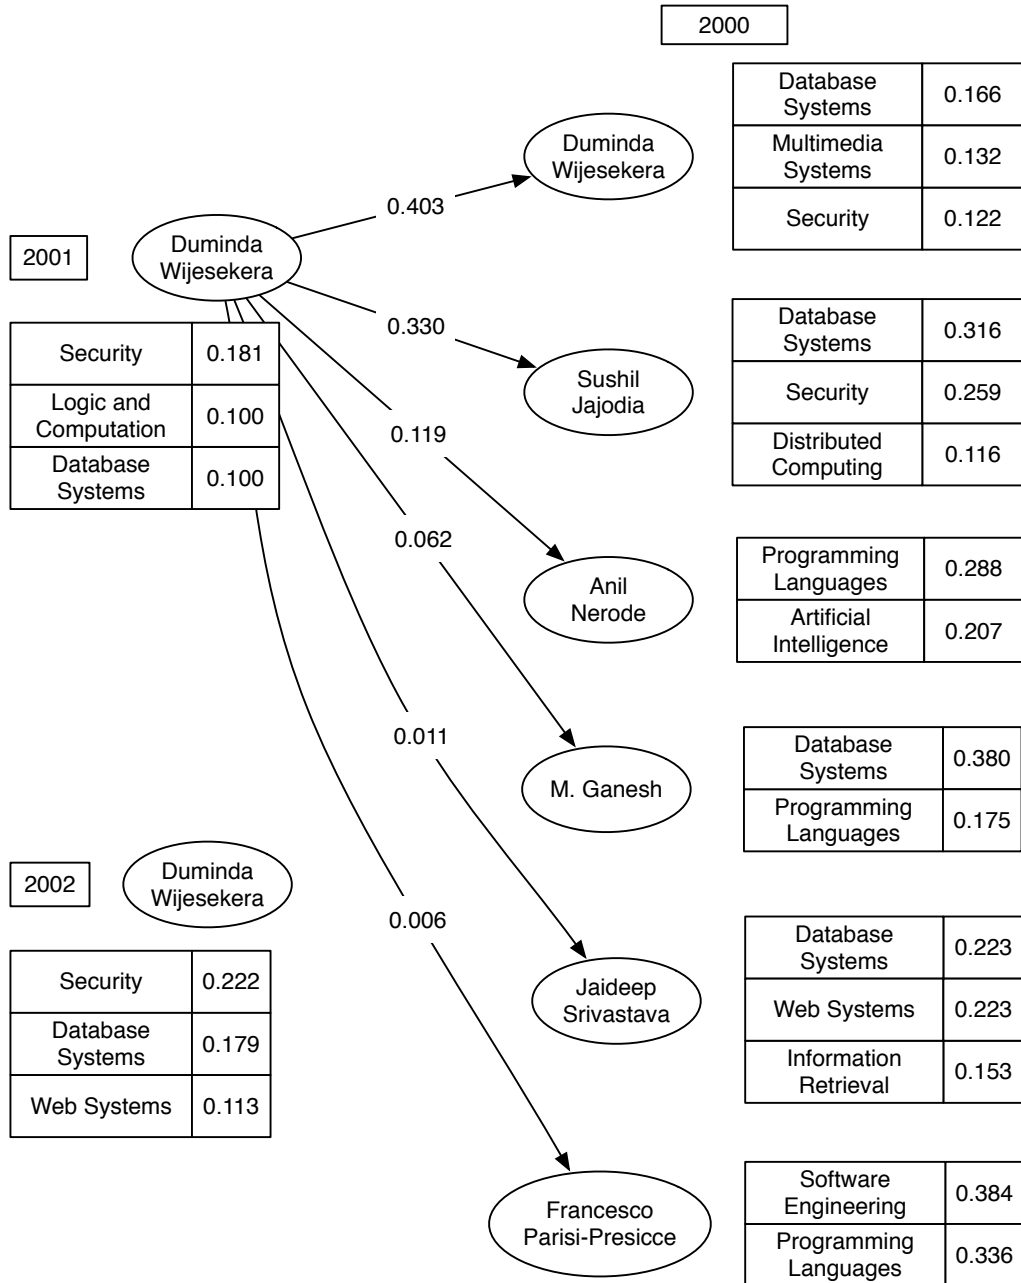 2000
Database
Systems
0.166
Multimedia
Systems
0.132
Security
0.122
Duminda
Wijesekera
0.403
2001
Duminda
Wijesekera
Security
0.181
Logic and
Computation
0.100
Database
Systems
0.100
0.330
Sushil
Jajodia
Database
Systems
0.316
Security
0.259
Distributed
Computing
0.116
0.119
Anil
Nerode
Programming
Languages
0.288
Artificial
Intelligence
0.207
0.062
M. Ganesh
Database
Systems
0.380
Programming
Languages
0.175
0.011
Jaideep
Srivastava
Database
Systems
0.223
Web Systems
0.223
Information
Retrieval
0.153
2002
Duminda
Wijesekera
Security
0.222
Database
Systems
0.179
Web Systems
0.113
0.006
Francesco
Parisi-Presicce
Software
Engineering
0.384
Programming
Languages
0.336